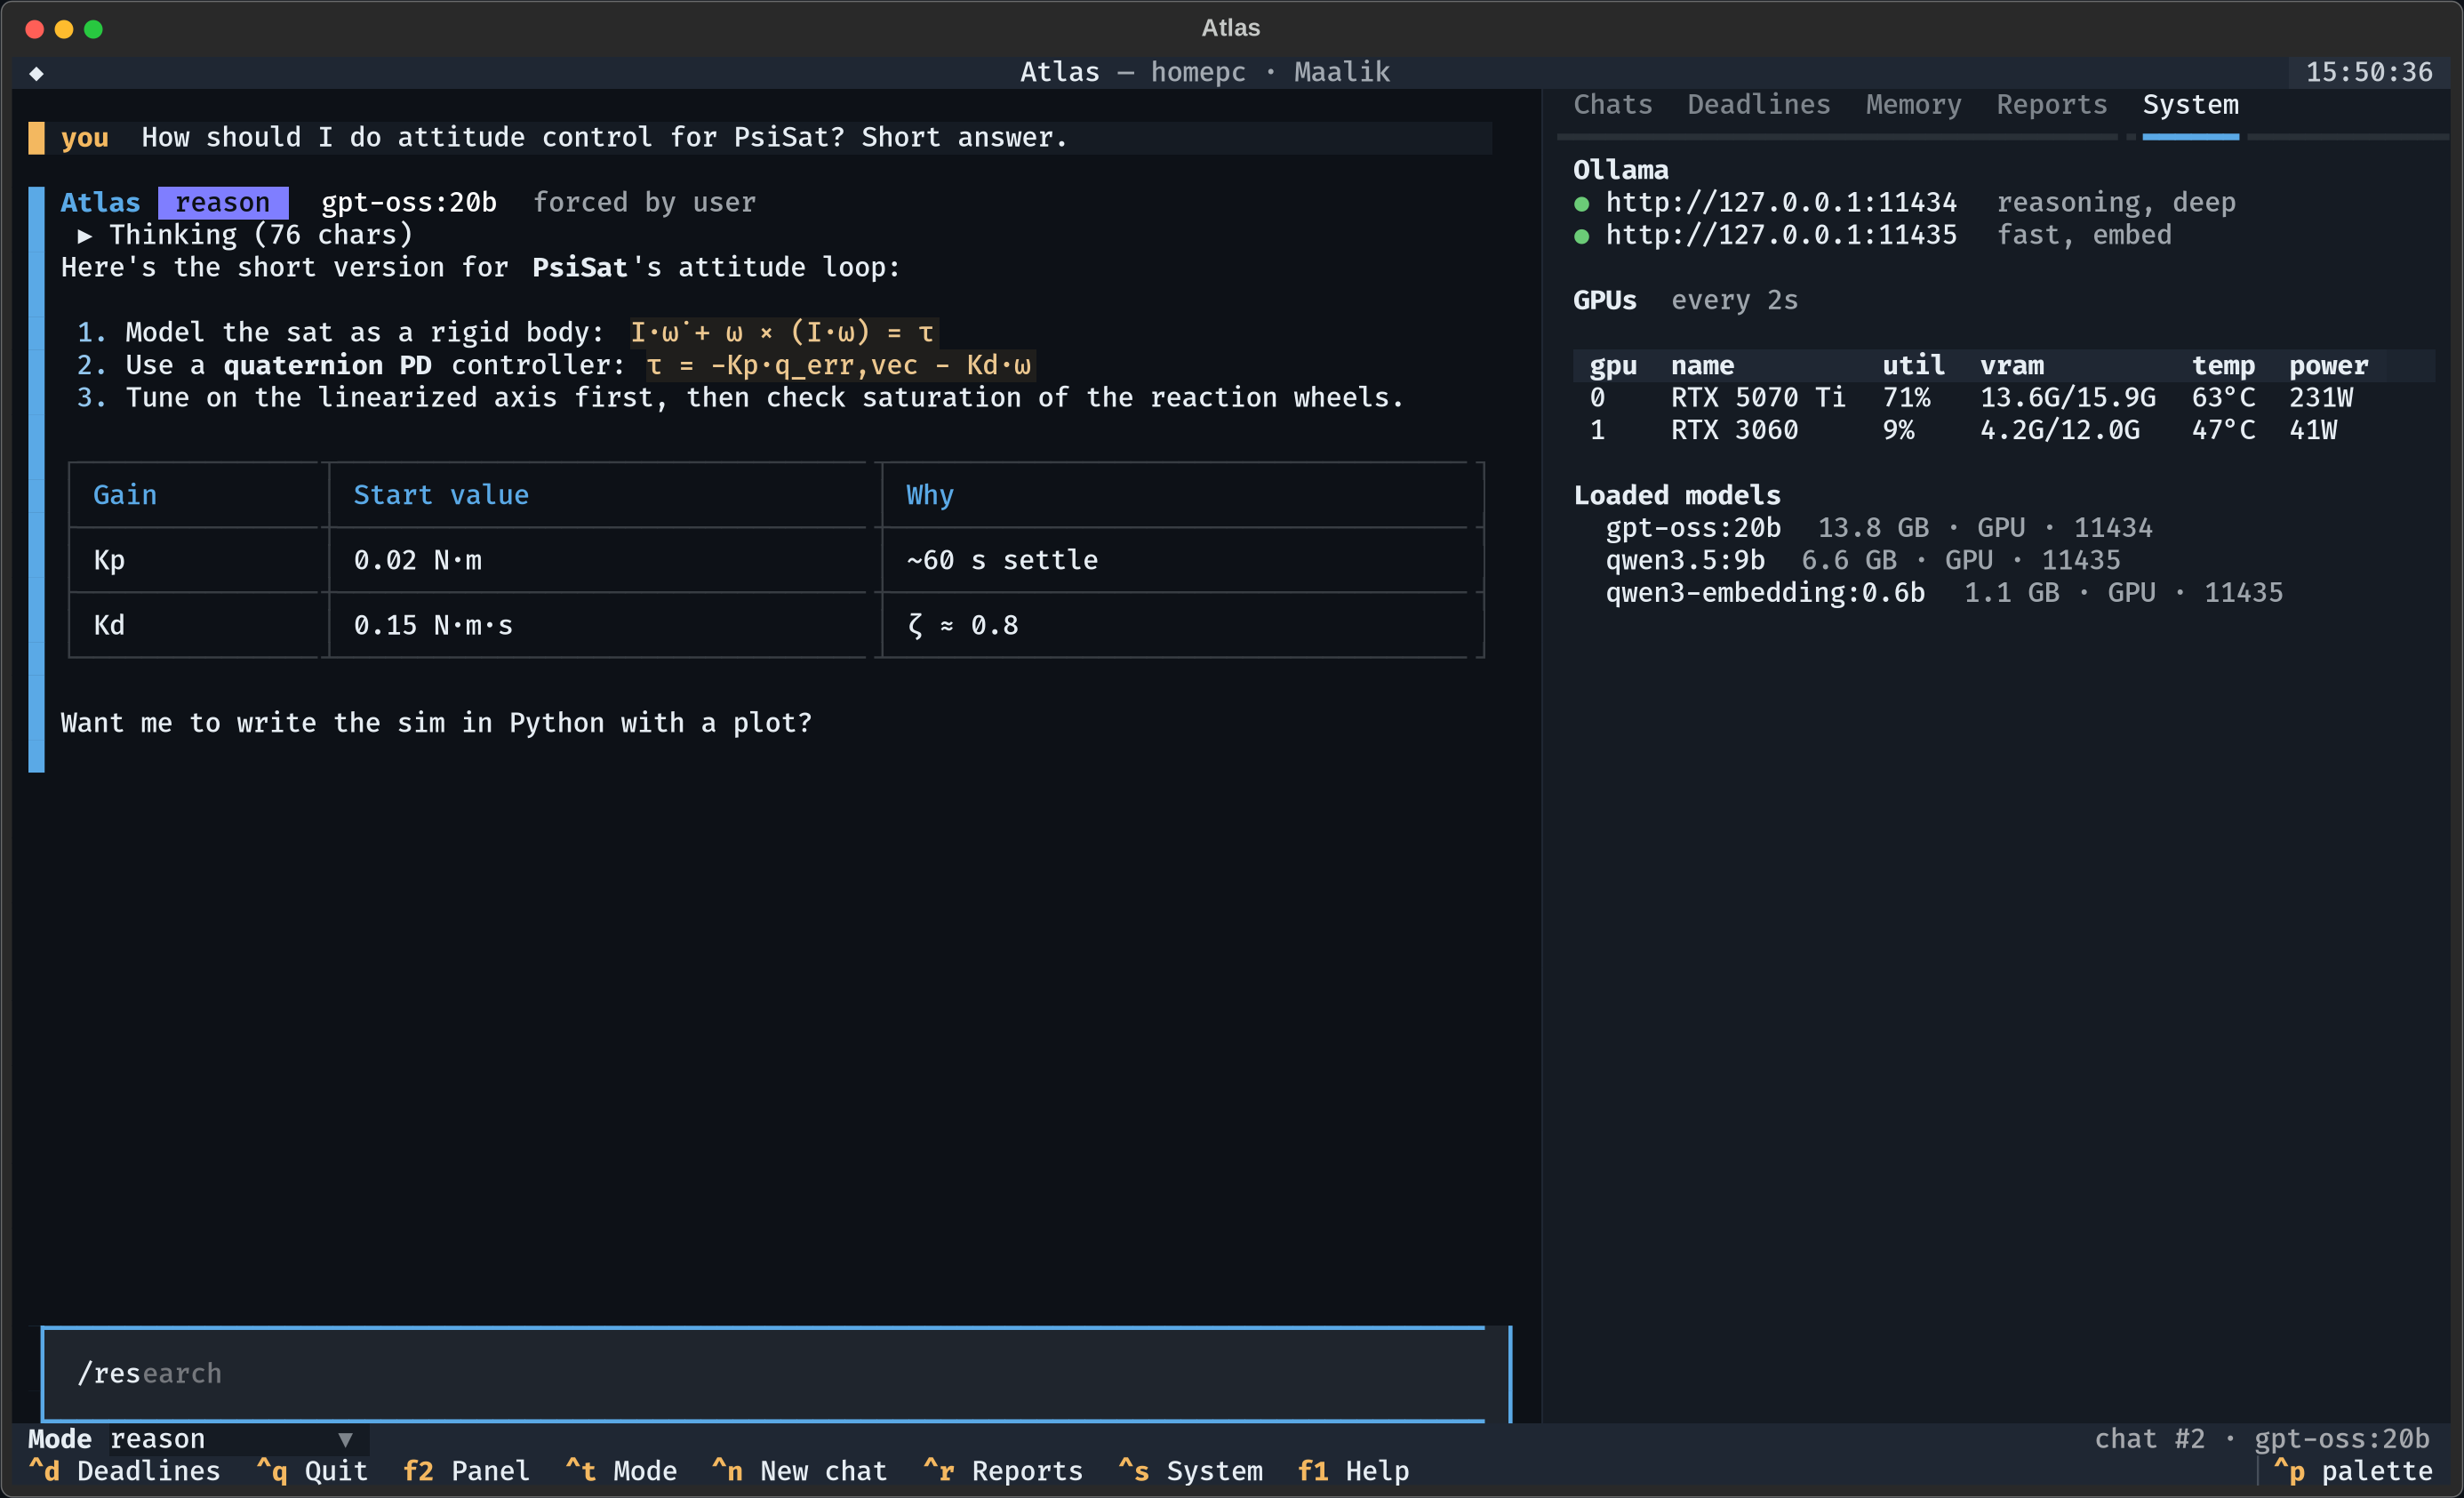 Atlas
◆ Atlas — homepc · Maalik 15:50:36
you How should I do attitude control for PsiSat? Short answer.
Atlas reason gpt-oss:20b forced by user
▶ Thinking (76 chars)
Here's the short version for PsiSat's attitude loop:
1. Model the sat as a rigid body: I·ω̇ + ω × (I·ω) = τ
2. Use a quaternion PD controller: τ = -Kp·q_err,vec - Kd·ω
3. Tune on the linearized axis first, then check saturation of the reaction wheels.
Gain Start value Why
Kp 0.02 N·m ~60 s settle
Kd 0.15 N·m·s ζ ≈ 0.8
Want me to write the sim in Python with a plot?
/research
Chats Deadlines Memory Reports System
Ollama
● http://127.0.0.1:11434 reasoning, deep
● http://127.0.0.1:11435 fast, embed
GPUs every 2s
gpu name util vram temp power
0 RTX 5070 Ti 71% 13.6G/15.9G 63°C 231W
1 RTX 3060 9% 4.2G/12.0G 47°C 41W
Loaded models
gpt-oss:20b 13.8 GB · GPU · 11434
qwen3.5:9b 6.6 GB · GPU · 11435
qwen3-embedding:0.6b 1.1 GB · GPU · 11435
Mode reason ▼ chat #2 · gpt-oss:20b
^d Deadlines ^q Quit f2 Panel ^t Mode ^n New chat ^r Reports ^s System f1 Help ^p palette